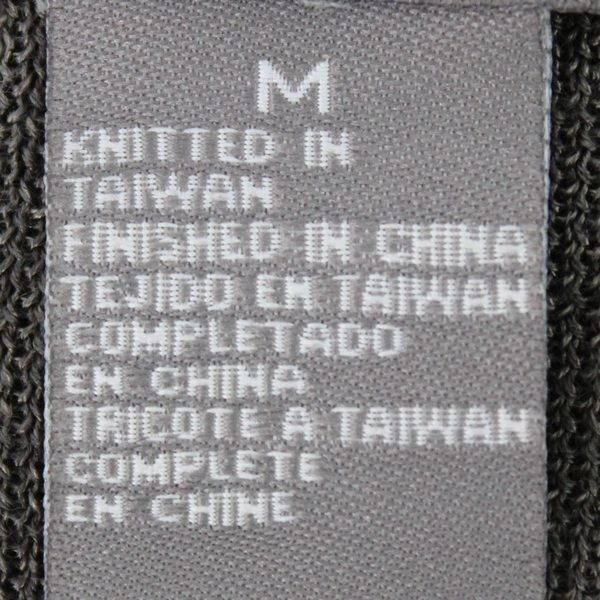 M
KNITTED IN
TAIWAN
FINISHED IN CHINA
TEJIDO EN TAIWAN
COMPLETADO
EN CHINA
TRICOTE A TAIWAN
COMPLETE
EN CHINE